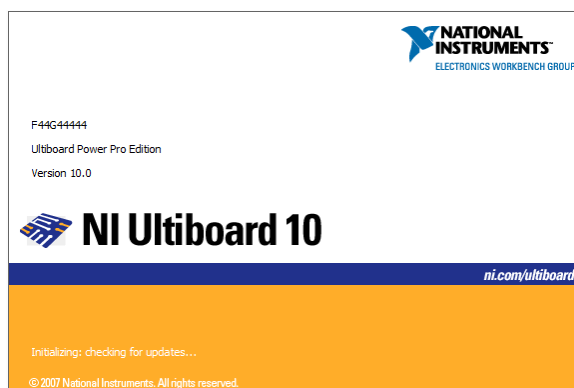 NATIONAL
INSTRUMENTS™
ELECTRONICS WORKBENCH GROUP
F44G44444
Ultiboard Power Pro Edition
Version 10.0
NI Ultiboard 10
ni.com/ultiboard
Initializing: checking for updates...
© 2007 National Instruments. All rights reserved.